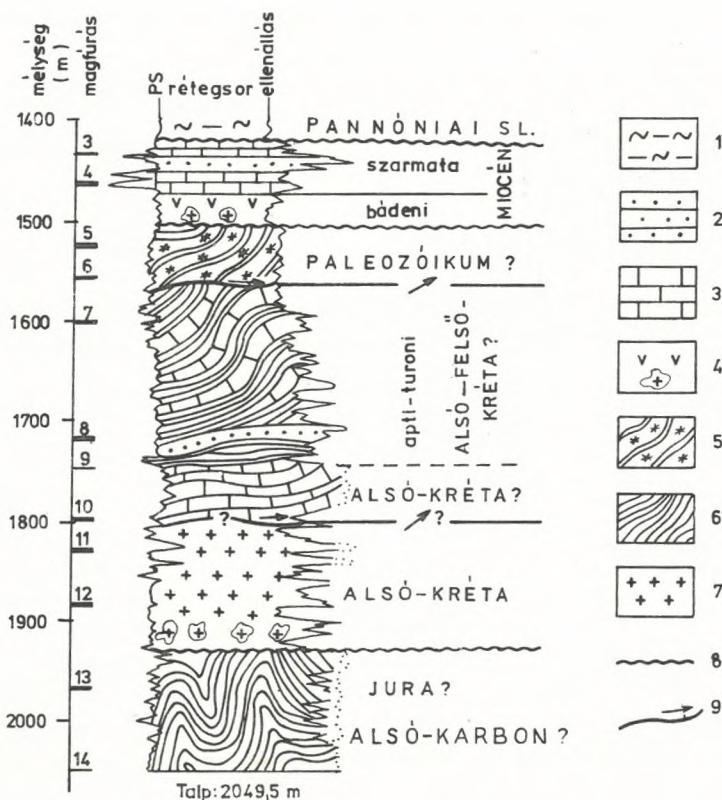 mélység
(m)
magfúrás
PS
rétegsor
ellenállás
1400
1500
1600
1700
1800
1900
2000
3
4
5
6
7
8
9
10
11
12
13
14
PANNÓNIAI SL.
szarmata
bádeni
MIOCÉN
PALEOZÓIKUM ?
apti-turoni
ALSÓ-FELSŐ-
KRÉTA?
ALSÓ-KRÉTA?
?
?
ALSÓ-KRÉTA
JURA?
ALSÓ-KARBON ?
Talp: 2049,5 m
1
2
3
4
5
6
7
8
9